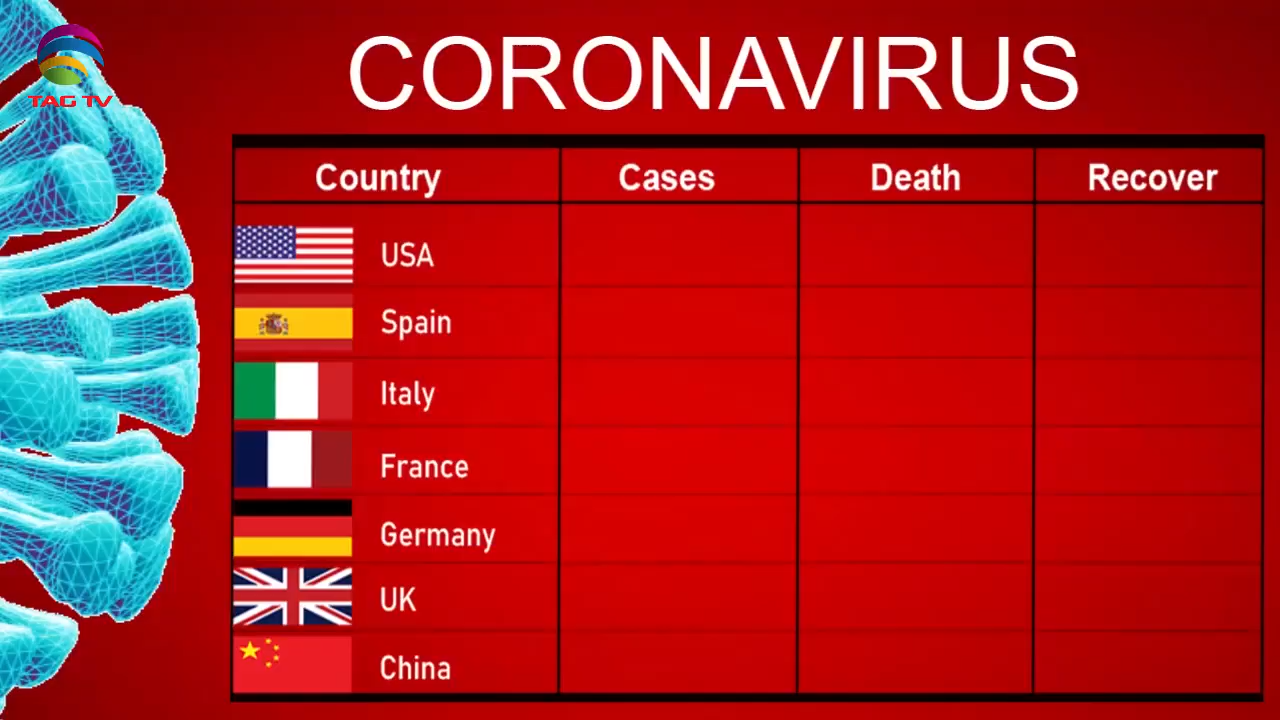 TAG TV
CORONAVIRUS
Country Cases Death Recover
USA
Spain
Italy
France
Germany
UK
China